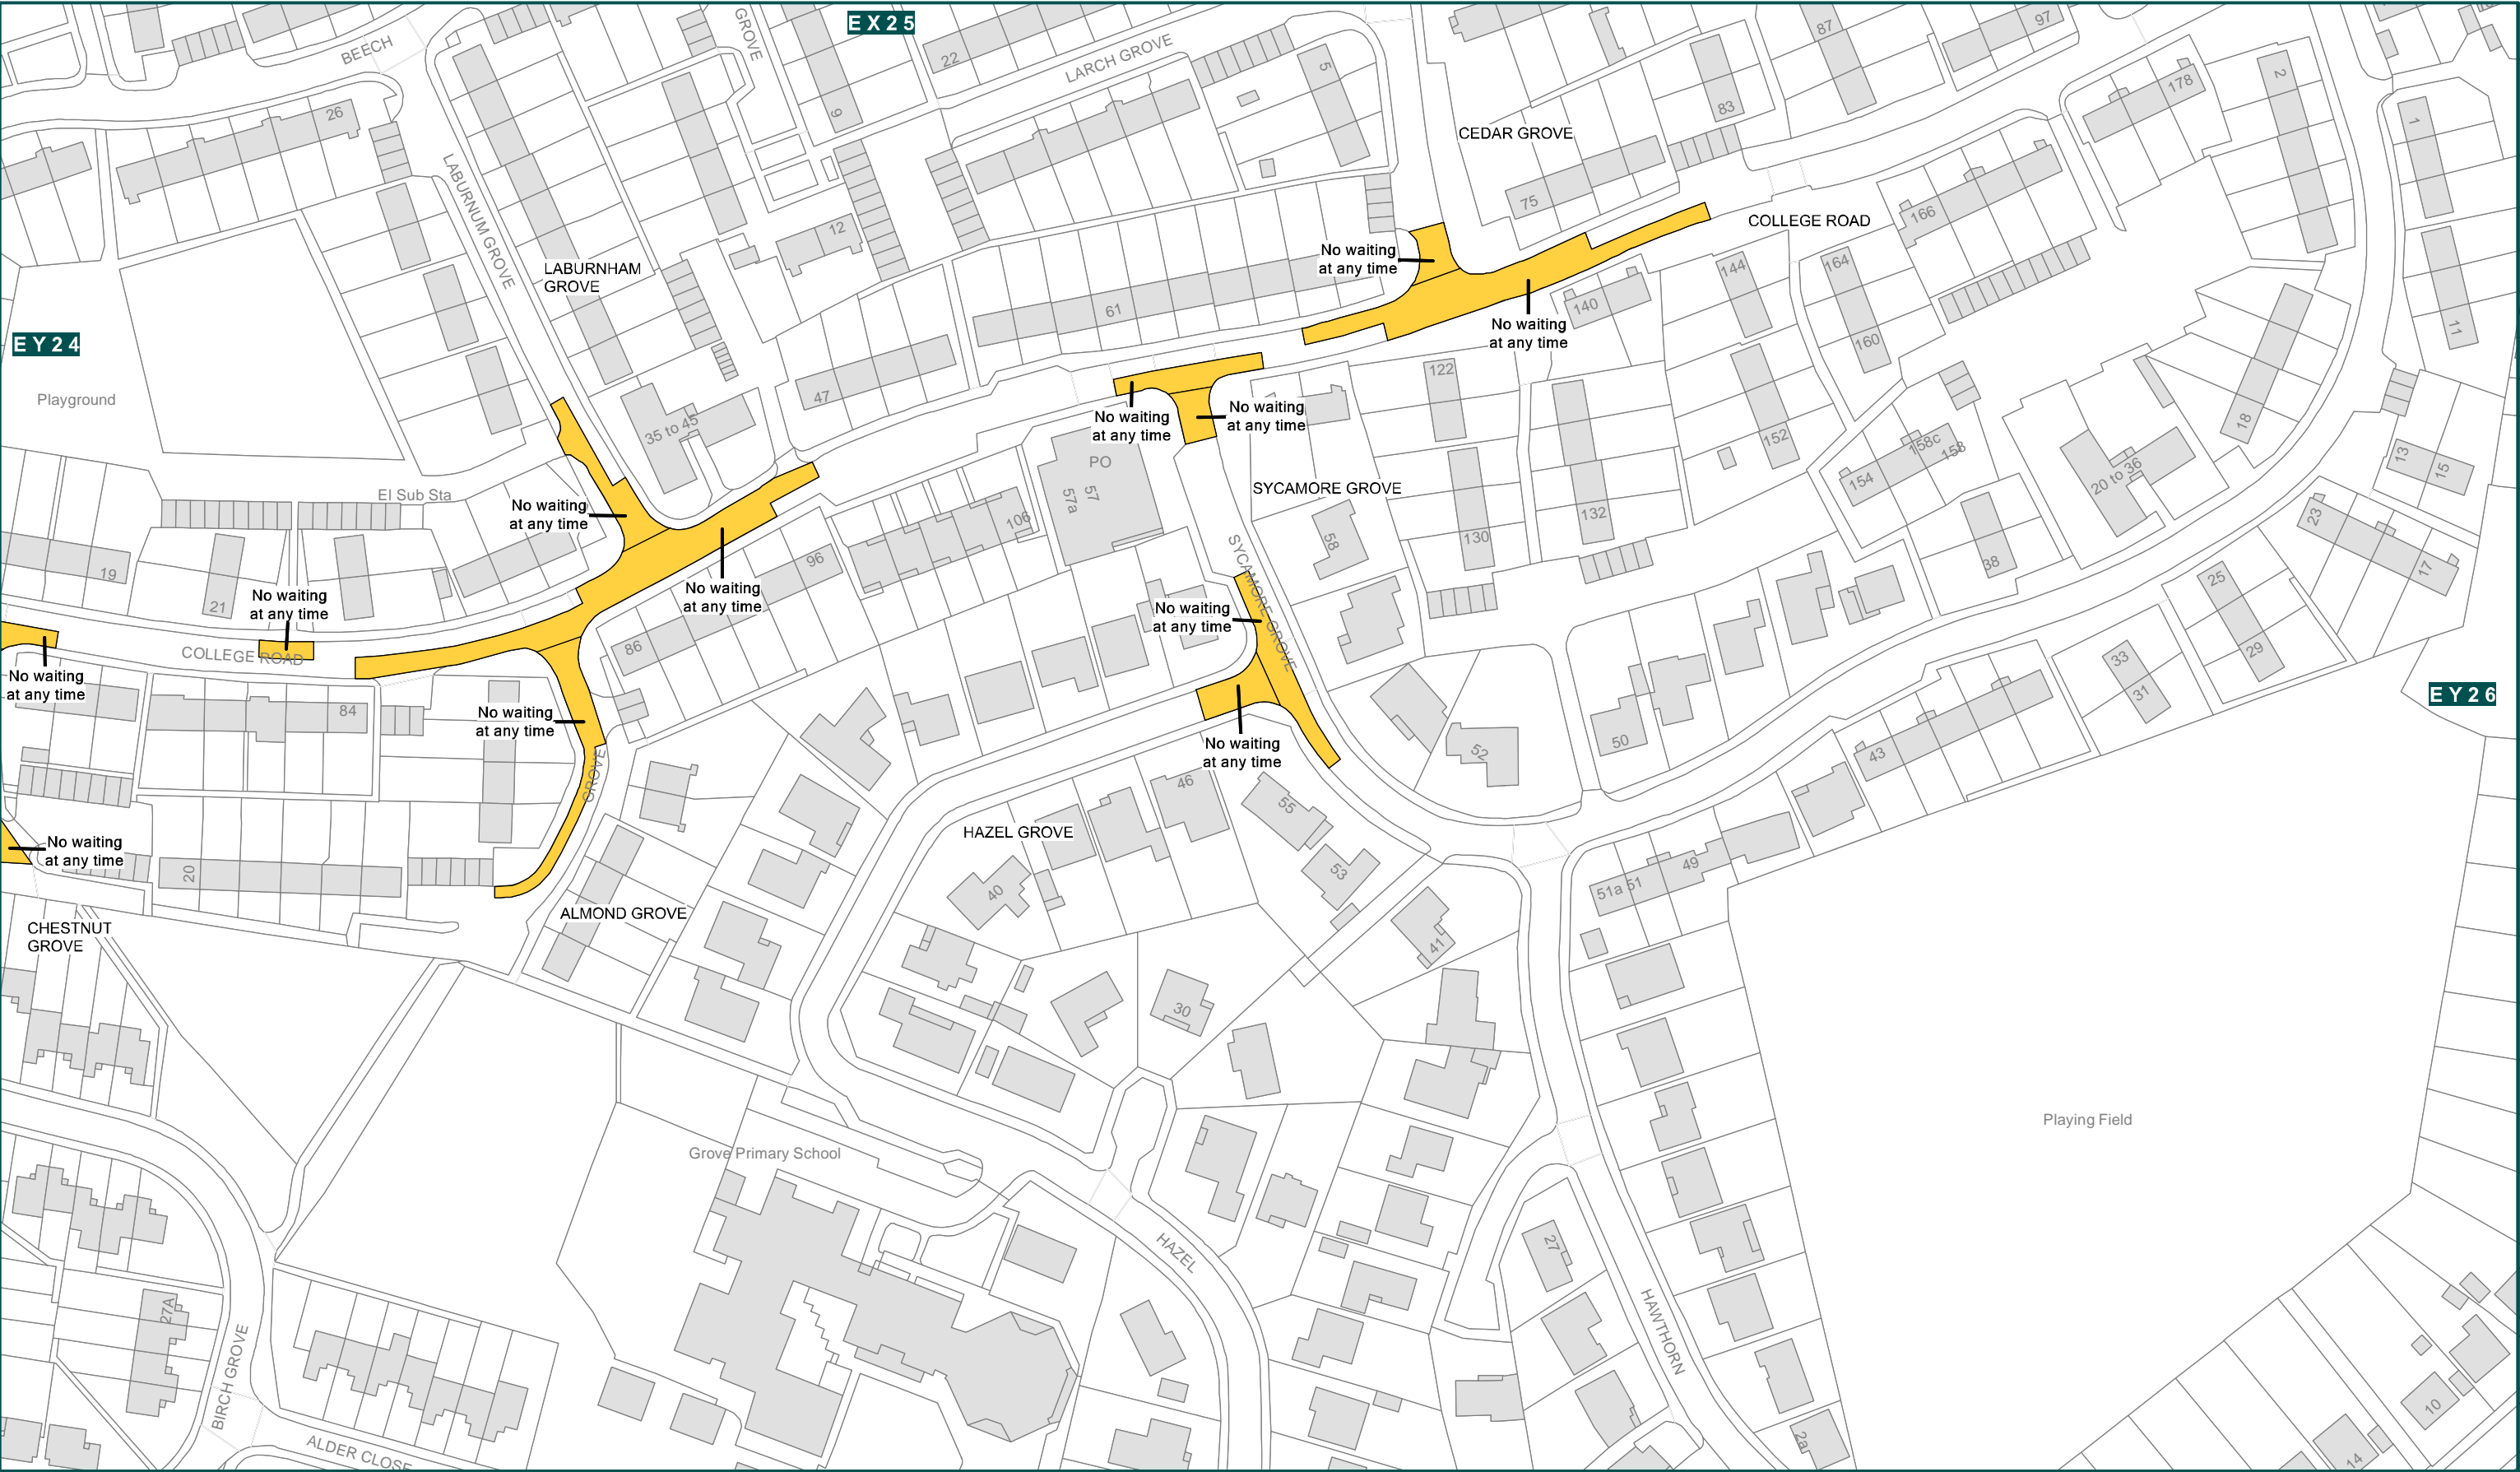 EX25
BEECH
GROVE
22
LARCH GROVE
5
87
97
83
178
2
1
26
9
CEDAR GROVE
LABURNUM GROVE
75
COLLEGE ROAD
166
12
LABURNHAM
GROVE
No waiting
at any time
164
144
140
61
11
EY24
No waiting
at any time
160
122
Playground
47
No waiting
at any time
No waiting
at any time
35 to 45
18
PO
152
158c
158
13
15
154
20 to 36
El Sub Sta
57
57a
SYCAMORE GROVE
No waiting
at any time
106
132
23
58
130
96
38
19
21
No waiting
at any time
No waiting
at any time
SYCAMORE GROVE
No waiting
at any time
25
17
86
COLLEGE ROAD
29
33
31
No waiting
at any time
EY26
84
No waiting
at any time
50
52
43
No waiting
at any time
GROVE
46
55
HAZEL GROVE
No waiting
at any time
20
53
49
51
51a
40
ALMOND GROVE
CHESTNUT
GROVE
41
30
Playing Field
Grove Primary School
HAZEL
27
27A
HAWTHORN
BIRCH GROVE
10
ALDER CLOSE
2a
14